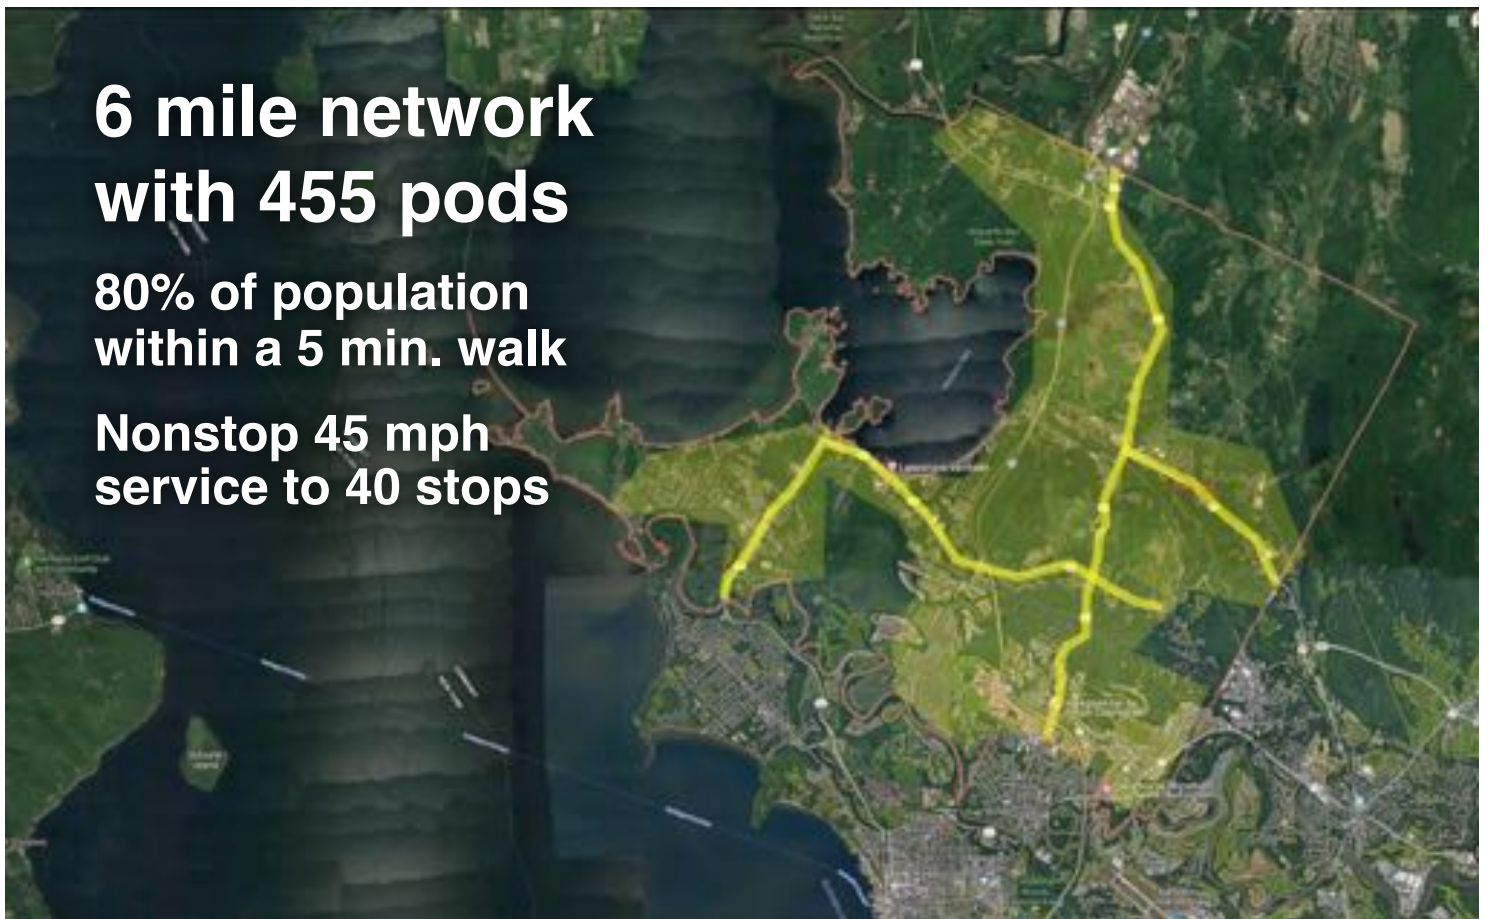 6 mile network
with 455 pods
80% of population
within a 5 min. walk
Nonstop 45 mph
service to 40 stops